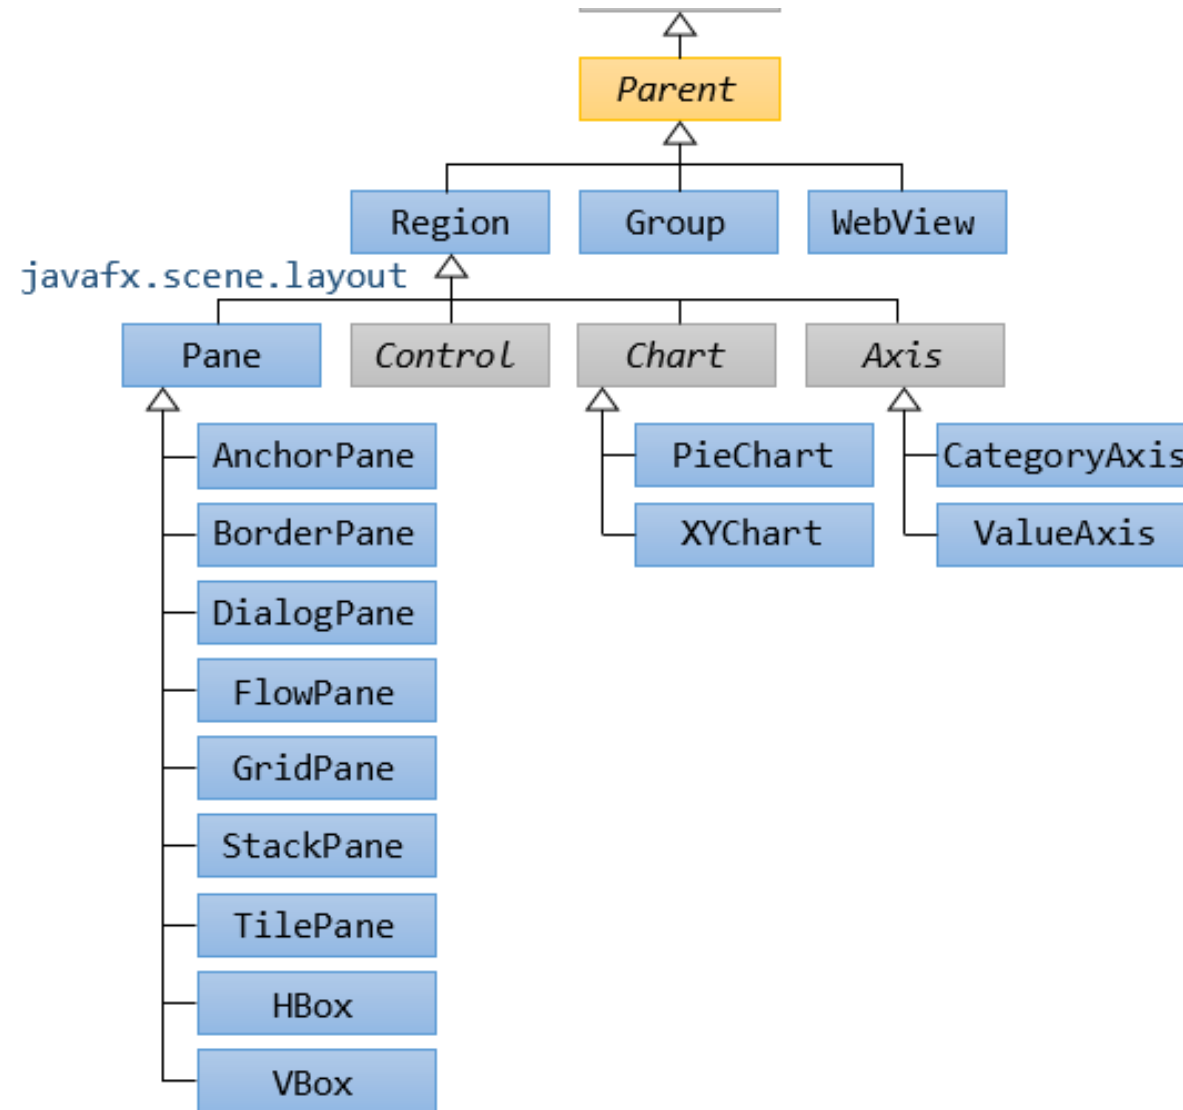 Parent
Region Group WebView
javafx.scene.layout
Pane Control Chart Axis
AnchorPane PieChart CategoryAxis
BorderPane XYChart ValueAxis
DialogPane
FlowPane
GridPane
StackPane
TilePane
HBox
VBox